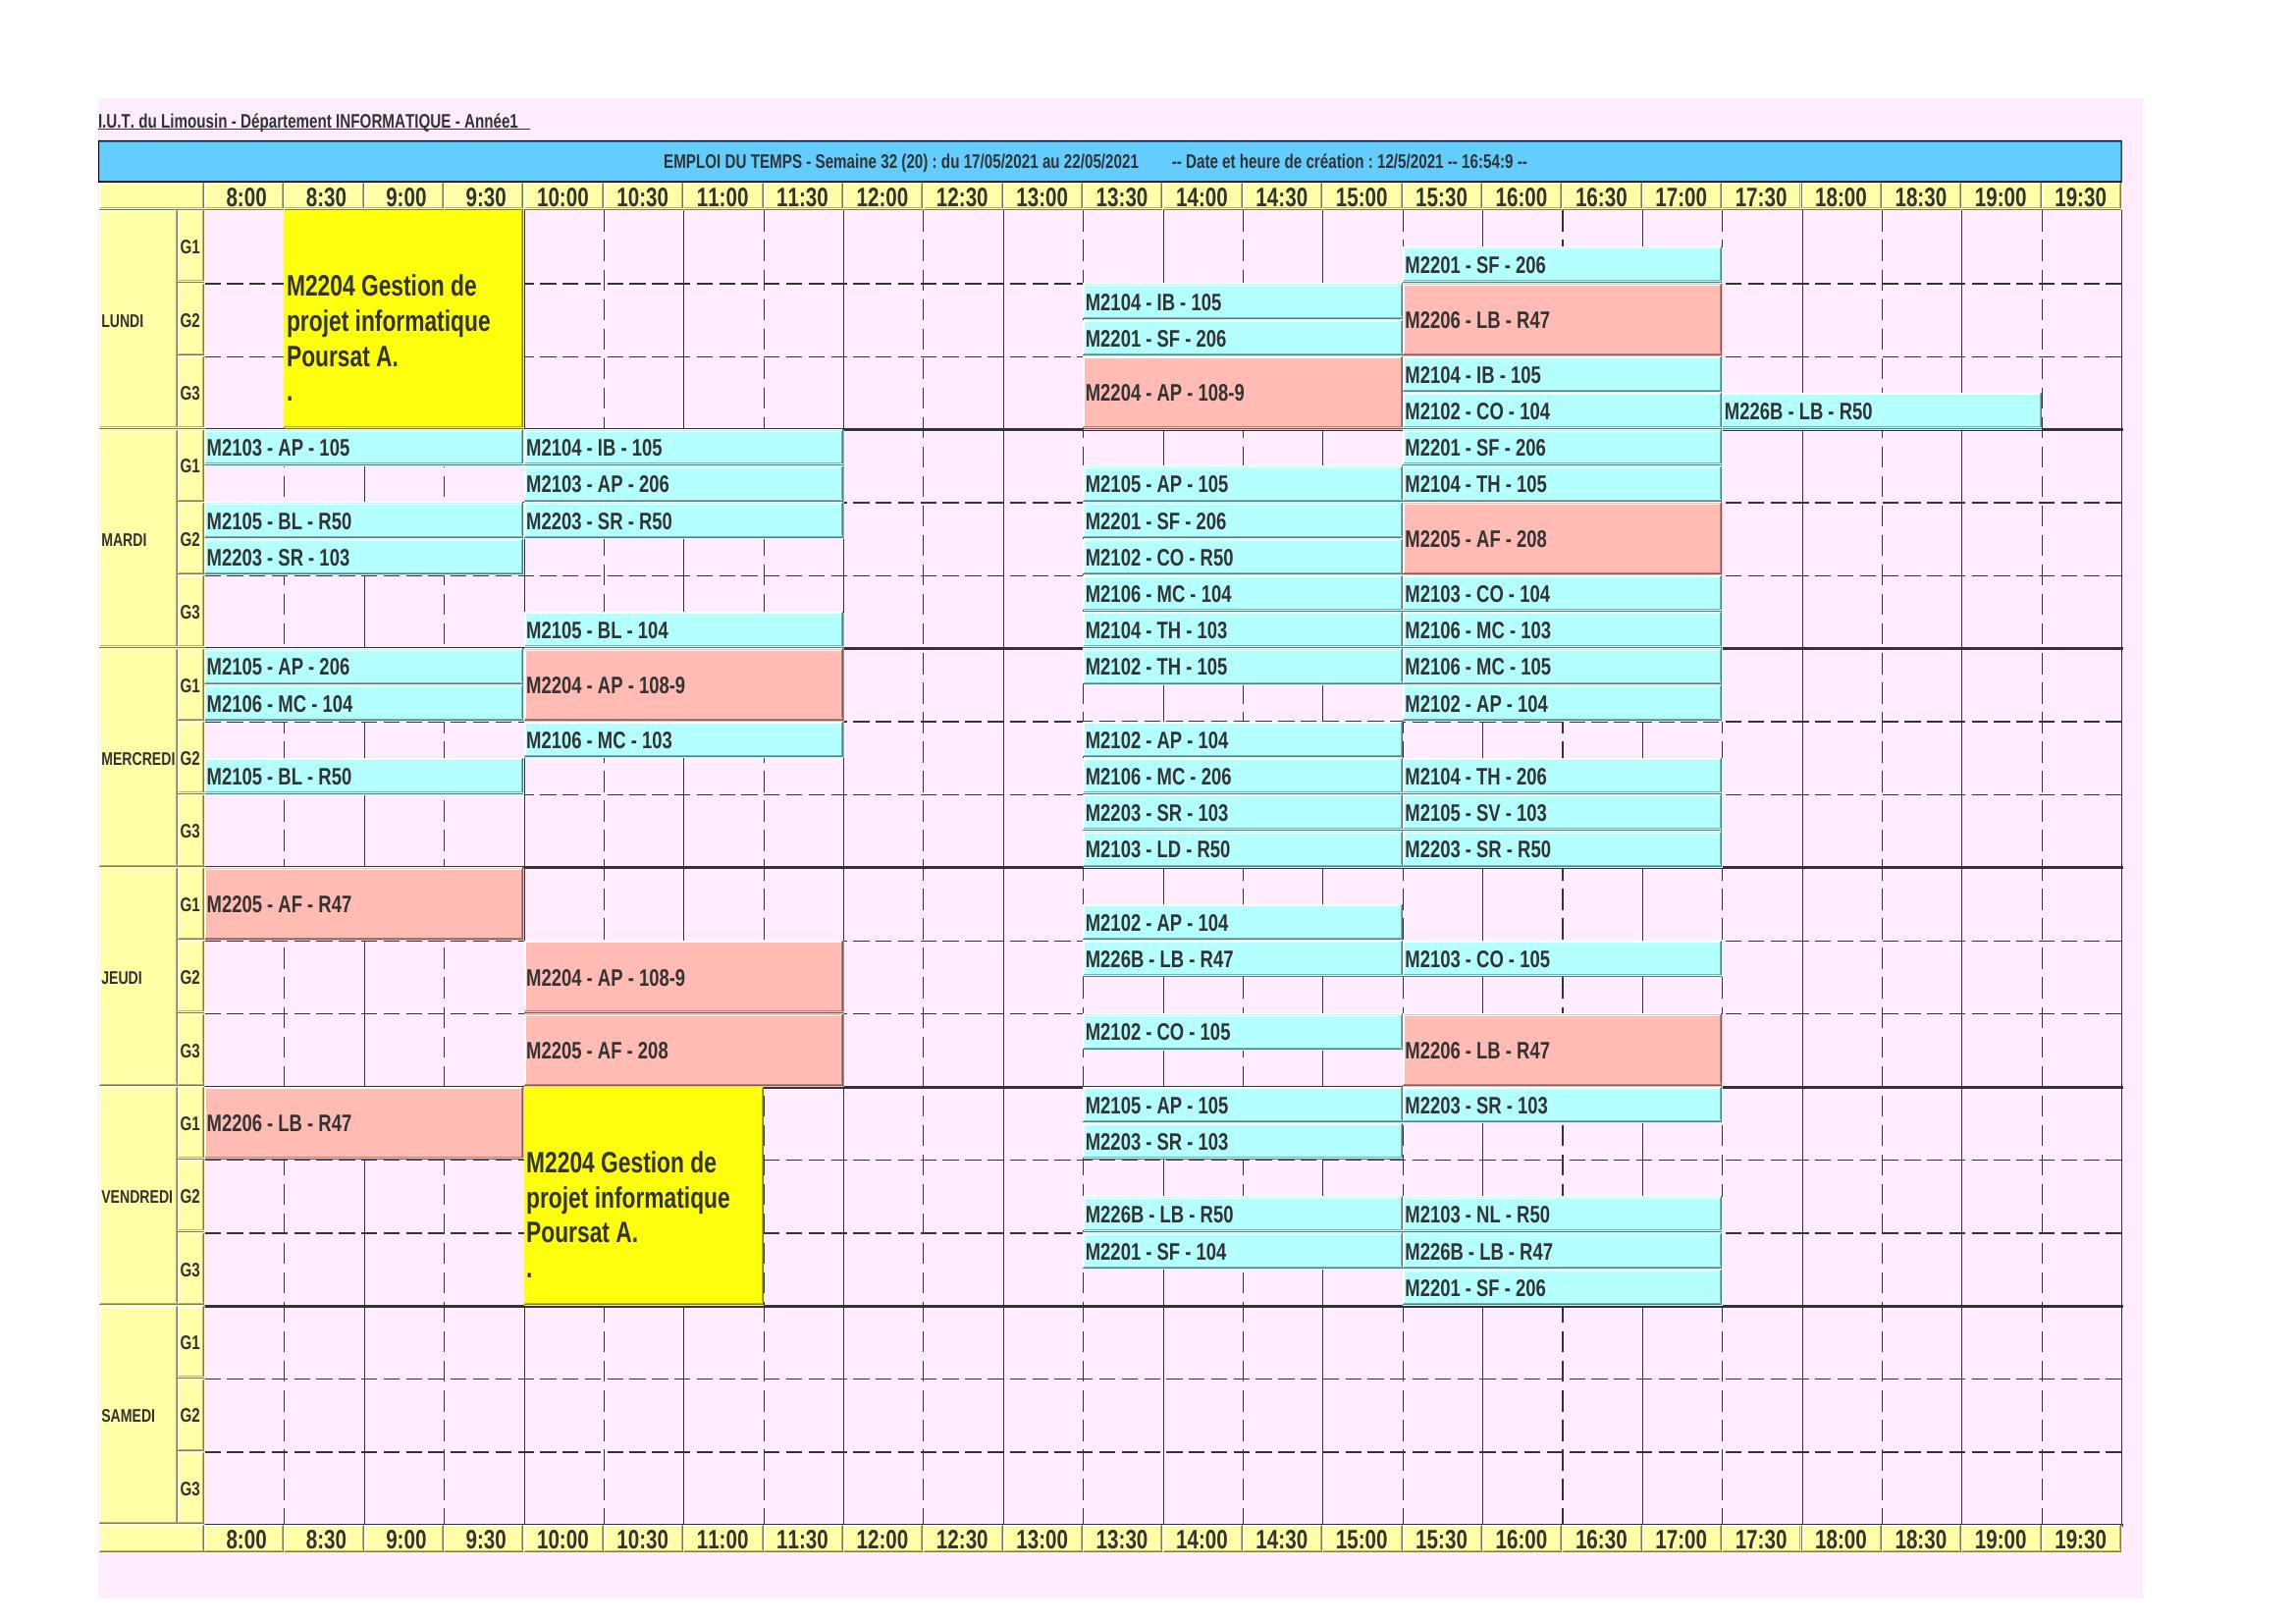 I.U.T. du Limousin - Département INFORMATIQUE - Année1
EMPLOI DU TEMPS - Semaine 32 (20) : du 17/05/2021 au 22/05/2021 -- Date et heure de création : 12/5/2021 -- 16:54:9 --
8:00 8:30 9:00 9:30 10:00 10:30 11:00 11:30 12:00 12:30 13:00 13:30 14:00 14:30 15:00 15:30 16:00 16:30 17:00 17:30 18:00 18:30 19:00 19:30
LUNDI
M2204 Gestion de
projet informatique
Poursat A.
.
G1
M2201 - SF - 206
G2
M2104 - IB - 105
M2206 - LB - R47
M2201 - SF - 206
G3
M2204 - AP - 108-9
M2104 - IB - 105
M2102 - CO - 104 M226B - LB - R50
MARDI
G1
M2103 - AP - 105 M2104 - IB - 105 M2201 - SF - 206
M2103 - AP - 206 M2105 - AP - 105 M2104 - TH - 105
G2
M2105 - BL - R50 M2203 - SR - R50 M2201 - SF - 206
M2205 - AF - 208
M2203 - SR - 103 M2102 - CO - R50
G3
M2106 - MC - 104 M2103 - CO - 104
M2105 - BL - 104 M2104 - TH - 103 M2106 - MC - 103
MERCREDI
G1
M2105 - AP - 206 M2102 - TH - 105 M2106 - MC - 105
M2204 - AP - 108-9
M2106 - MC - 104 M2102 - AP - 104
G2
M2106 - MC - 103 M2102 - AP - 104
M2105 - BL - R50 M2106 - MC - 206 M2104 - TH - 206
G3
M2203 - SR - 103 M2105 - SV - 103
M2103 - LD - R50 M2203 - SR - R50
JEUDI
G1
M2205 - AF - R47
M2102 - AP - 104
G2
M226B - LB - R47 M2103 - CO - 105
M2204 - AP - 108-9
G3
M2102 - CO - 105
M2205 - AF - 208 M2206 - LB - R47
VENDREDI
G1
M2105 - AP - 105 M2203 - SR - 103
M2206 - LB - R47
M2203 - SR - 103
M2204 Gestion de
projet informatique
Poursat A.
.
G2
M226B - LB - R50 M2103 - NL - R50
G3
M2201 - SF - 104 M226B - LB - R47
M2201 - SF - 206
SAMEDI
G1
G2
G3
8:00 8:30 9:00 9:30 10:00 10:30 11:00 11:30 12:00 12:30 13:00 13:30 14:00 14:30 15:00 15:30 16:00 16:30 17:00 17:30 18:00 18:30 19:00 19:30